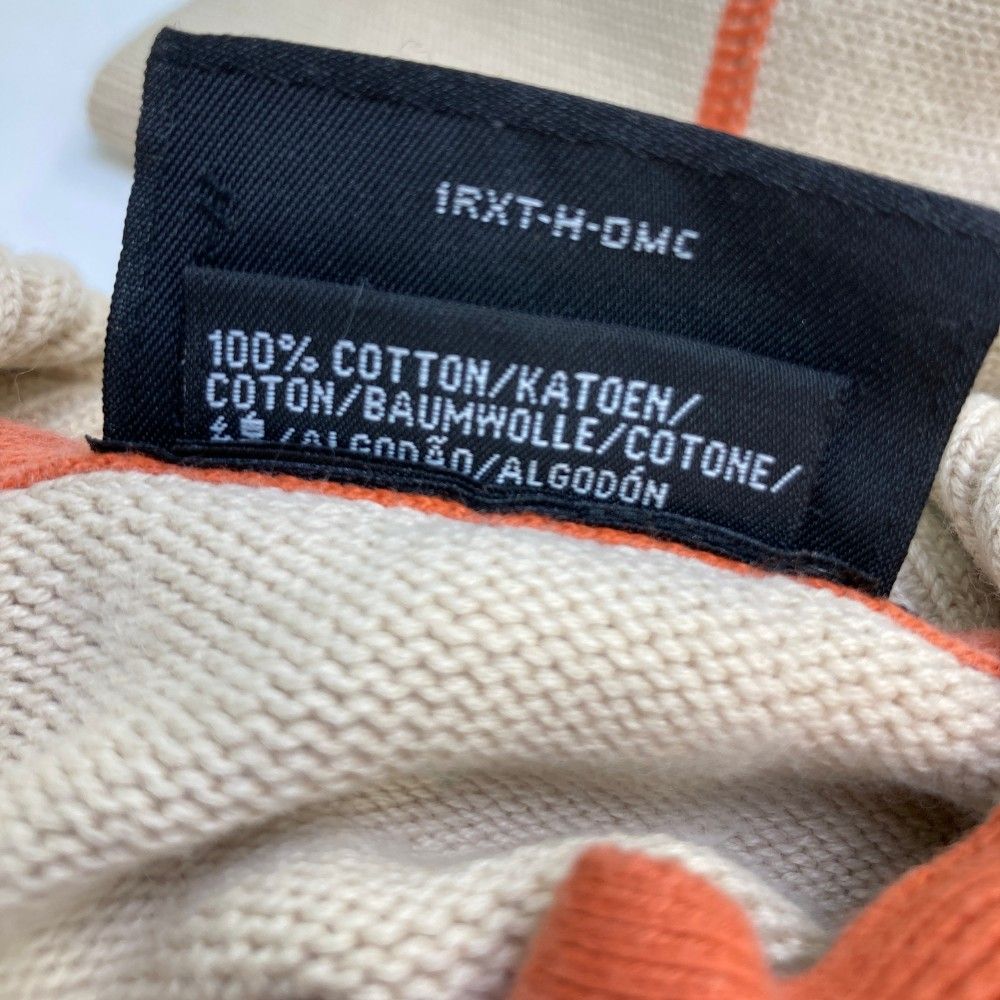 1RXT-H-DMC
100% COTTON/KATOEN/
COTON/BAUMWOLLE/COTONE/
/ALGODÃO/ALGODÓN